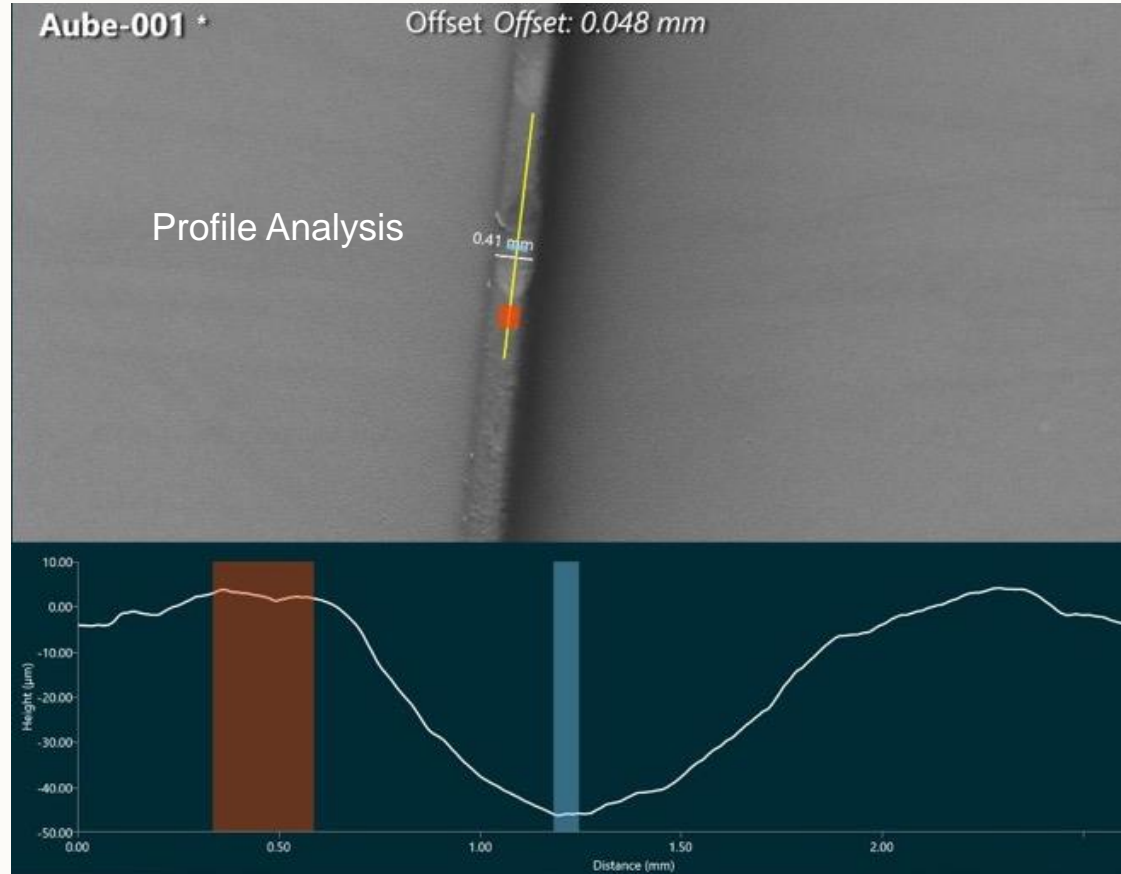 Aube-001 *
Offset Offset: 0.048 mm
Profile Analysis
0.41 mm
10.00
0.00
-10.00
-20.00
-30.00
-40.00
-50.00
Height (µm)
0.00
0.50
1.00
1.50
2.00
Distance (mm)